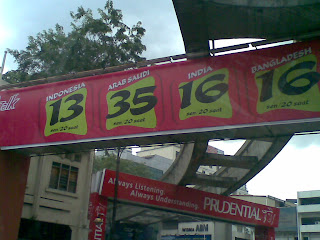 Talk
INDONESIA
13
sen/20 saat
ARAB SAUDI
35
sen/20 saat
INDIA
16
sen/20 saat
BANGLADESH
16
sen/20 saat
Always Listening.
Always Understanding.
PRUDENTIAL